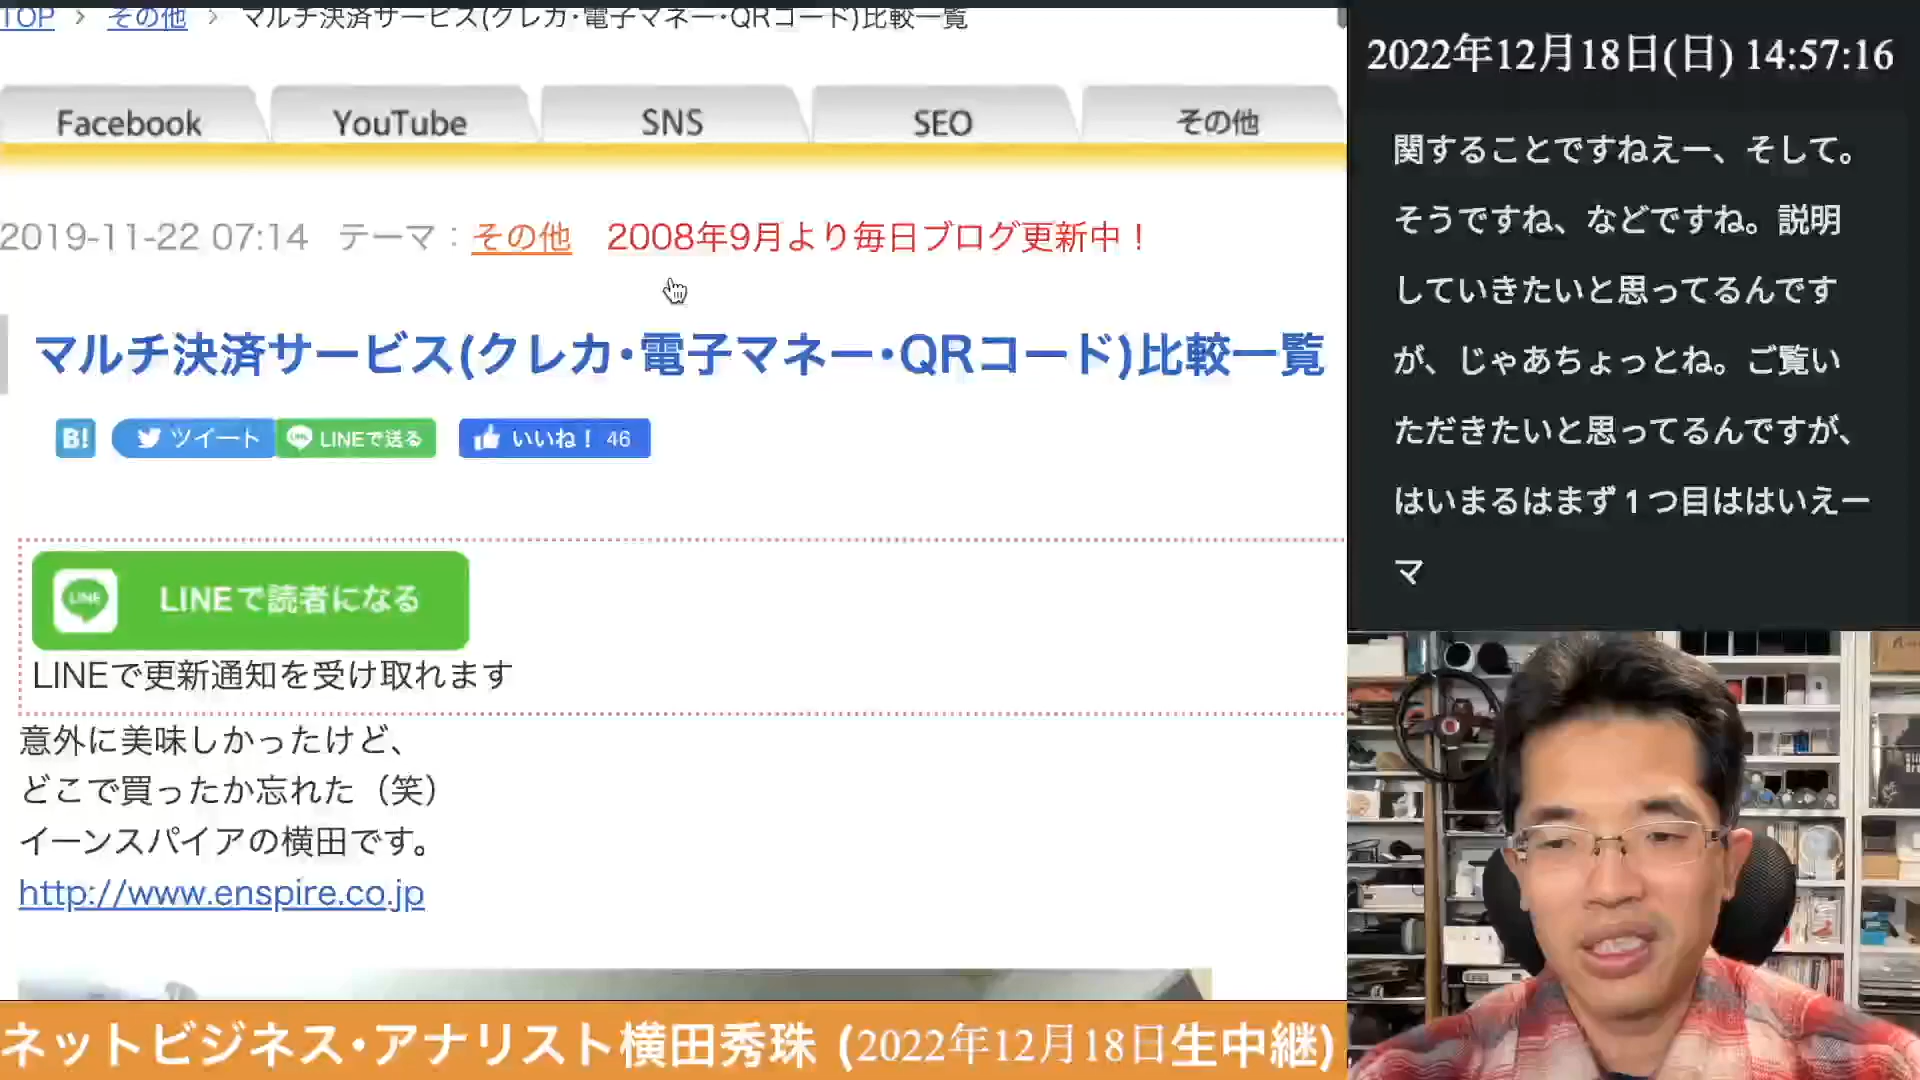 TOP > その他 > マルチ決済サービス(クレカ･電子マネー･QRコード)比較一覧
Facebook
YouTube
SNS
SEO
その他
2019-11-22 07:14 テーマ：その他 2008年9月より毎日ブログ更新中！
マルチ決済サービス(クレカ･電子マネー･QRコード)比較一覧
B!
ツイート
LINEで送る
いいね！ 46
LINE
LINEで読者になる
LINEで更新通知を受け取れます
意外に美味しかったけど、
どこで買ったか忘れた（笑）
イーンスパイアの横田です。
http://www.enspire.co.jp
ネットビジネス･アナリスト横田秀珠 (2022年12月18日生中継)
2022年12月18日(日) 14:57:16
関することですねえー、そして。
そうですね、などですね。説明
していきたいと思ってるんです
が、じゃあちょっとね。ご覧い
ただきたいと思ってるんですが、
はいまるはまず１つ目ははいえー
マ